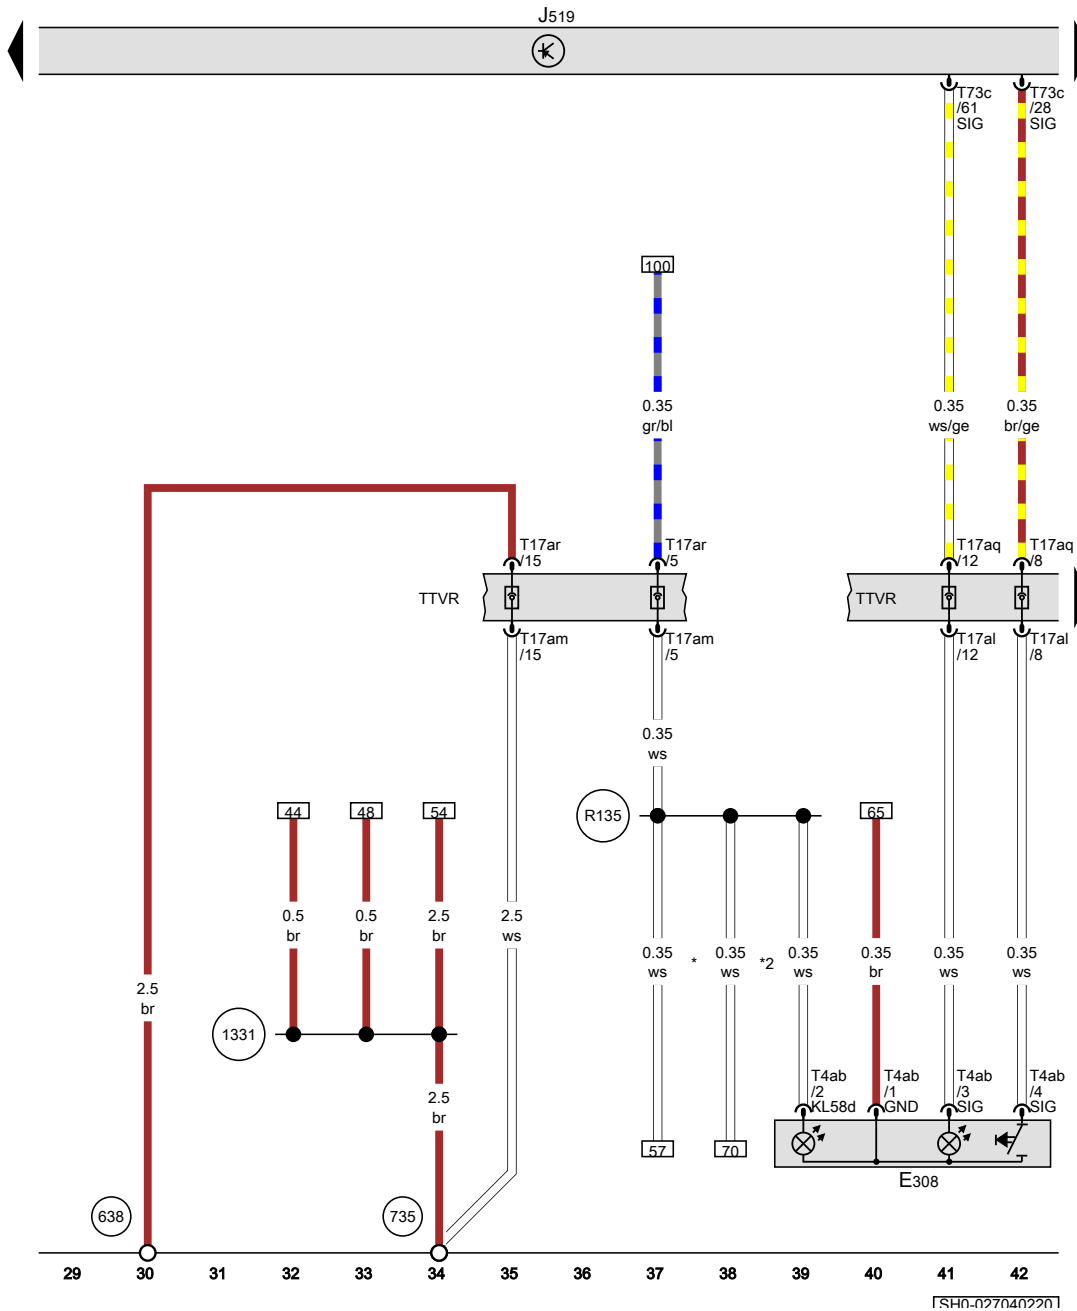 J519
T73c
/61
SIG
T73c
/28
SIG
100
0.35
gr/bl
0.35
ws/ge
0.35
br/ge
T17ar
/15
T17ar
/5
T17aq
/12
T17aq
/8
TTVR
TTVR
T17am
/15
T17am
/5
T17al
/12
T17al
/8
0.35
ws
44
48
54
R135
65
0.5
br
0.5
br
2.5
br
2.5
ws
0.35
ws
*
0.35
ws
*2
0.35
ws
0.35
br
0.35
ws
0.35
ws
2.5
br
1331
2.5
br
T4ab
/2
KL58d
T4ab
/1
GND
T4ab
/3
SIG
T4ab
/4
SIG
57
70
E308
638
735
29 30 31 32 33 34 35 36 37 38 39 40 41 42
SH0-027040220